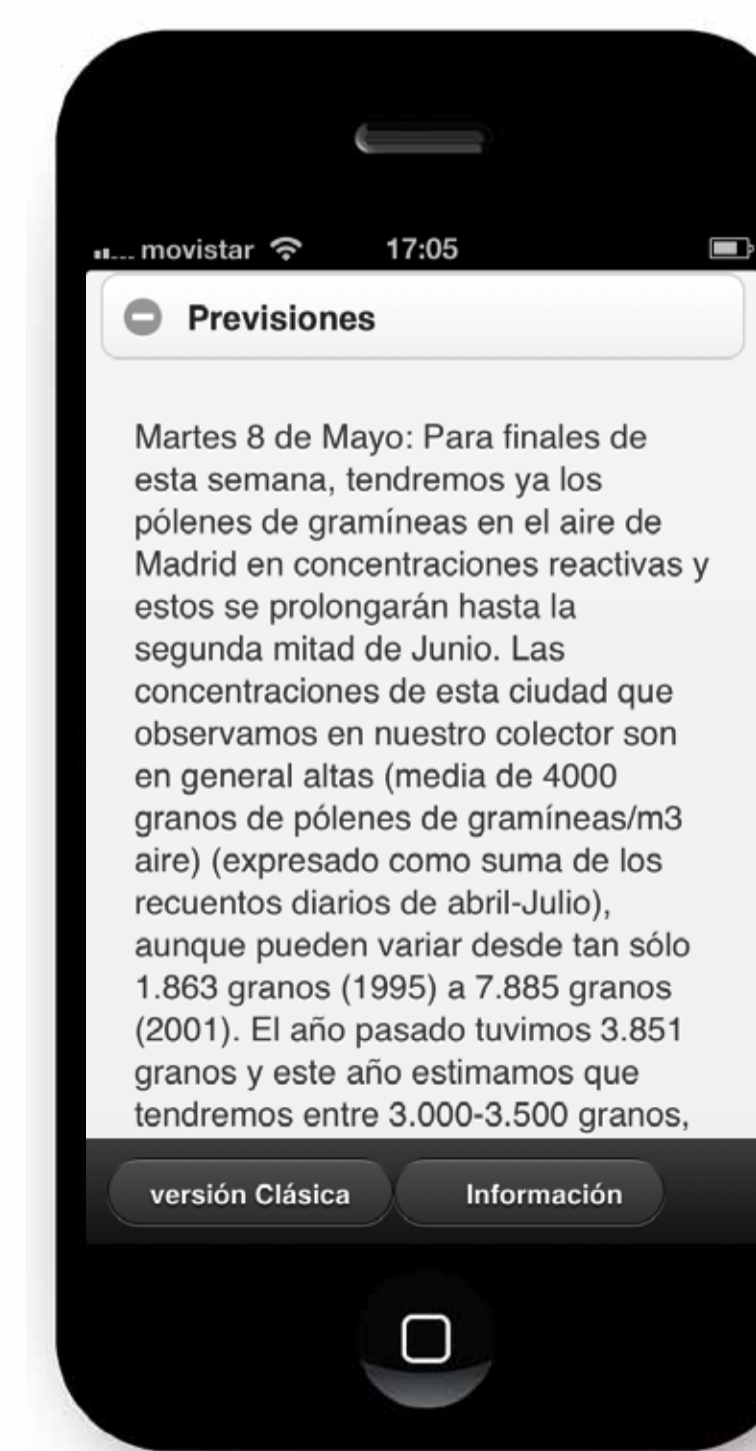 movistar 17:05
Previsiones
Martes 8 de Mayo: Para finales de
esta semana, tendremos ya los
pólenes de gramíneas en el aire de
Madrid en concentraciones reactivas y
estos se prolongarán hasta la
segunda mitad de Junio. Las
concentraciones de esta ciudad que
observamos en nuestro colector son
en general altas (media de 4000
granos de pólenes de gramíneas/m3
aire) (expresado como suma de los
recuentos diarios de abril-Julio),
aunque pueden variar desde tan sólo
1.863 granos (1995) a 7.885 granos
(2001). El año pasado tuvimos 3.851
granos y este año estimamos que
tendremos entre 3.000-3.500 granos,
versión Clásica Información